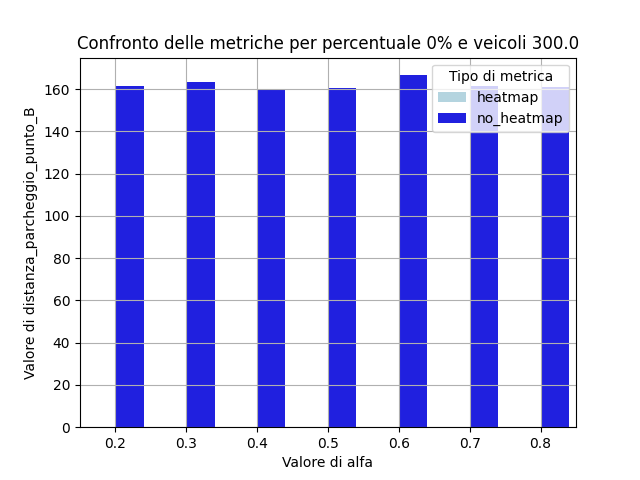 Confronto delle metriche per percentuale 0% e veicoli 300.0
Valore di distanza_parcheggio_punto_B
160
140
120
100
80
60
40
20
0
Tipo di metrica
heatmap
no_heatmap
0.2 0.3 0.4 0.5 0.6 0.7 0.8
Valore di alfa